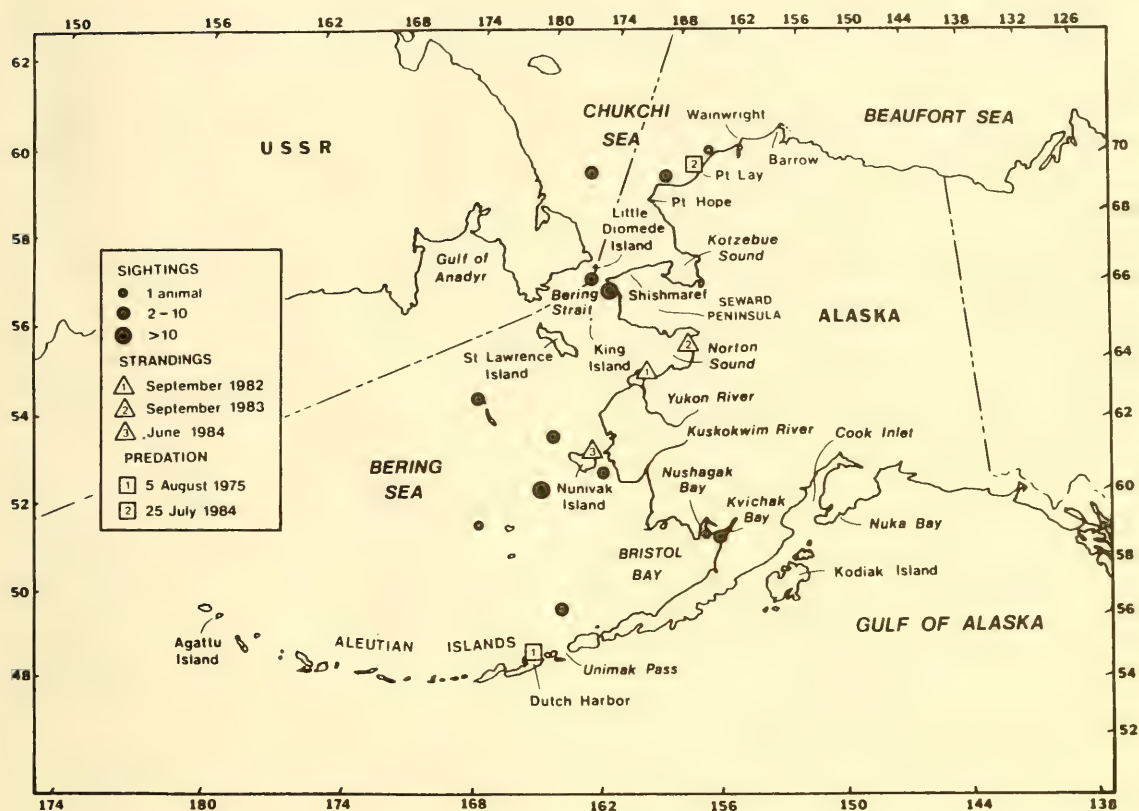 150 156 162 168 174 180 174 168 162 156 150 144 138 132 126
62
60
58
56
54
52
50
48
70
68
66
64
62
60
58
56
54
52
174 180 174 168 162 156 150 144 138
USSR
CHUKCHI
SEA
BEAUFORT SEA
Wainwright
Barrow
Pt Lay
Pt Hope
Little
Diomede
Island
Kotzebue
Sound
Gulf of
Anadyr
Bering
Strait
Shishmaref
SEWARD
PENINSULA
ALASKA
St Lawrence
Island
King
Island
Norton
Sound
Yukon River
Kuskokwim River
Cook Inlet
BERING
SEA
Nunivak
Island
Nushagak
Bay
Kvichak
Bay
Nuka Bay
BRISTOL
BAY
Kodiak Island
GULF OF ALASKA
Agattu
Island
ALEUTIAN ISLANDS
Unimak Pass
Dutch Harbor
SIGHTINGS
1 animal
2-10
>10
STRANDINGS
1 September 1982
2 September 1983
3 June 1984
PREDATION
1 5 August 1975
2 25 July 1984
2
2
1
3
1